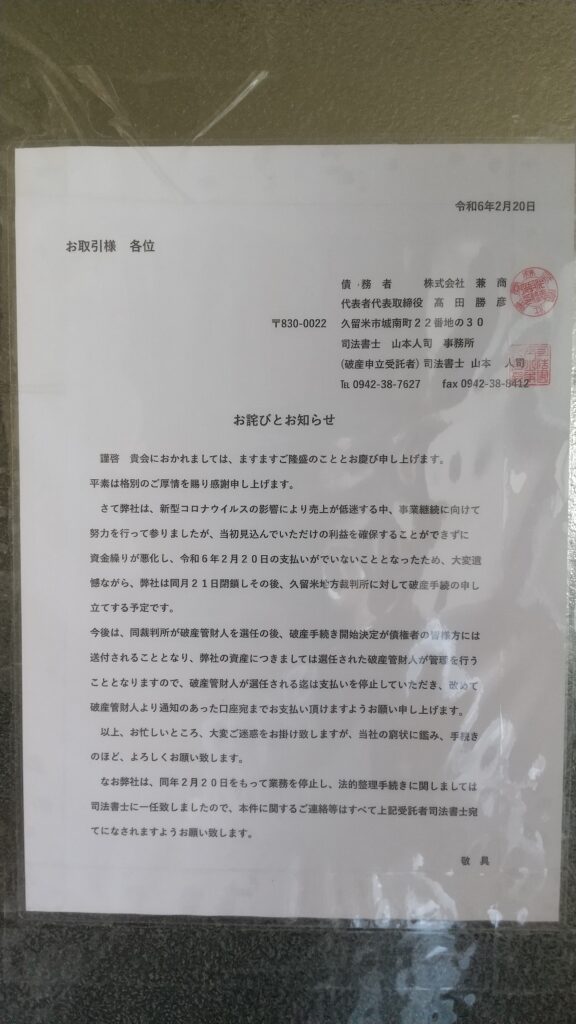 令和6年2月20日
お取引様　各位
債　務　者　　株式会社　兼　商
代表者代表取締役　高　田　勝　彦
〒830-0022　久留米市城南町２２番地の３０
司法書士　山本人司　事務所
(破産申立受託者) 司法書士　山本　人司
℡ 0942-38-7627　fax 0942-38-8412
お詫びとお知らせ
謹啓　貴会におかれましては、ますますご隆盛のこととお慶び申し上げます。
平素は格別のご厚情を賜り感謝申し上げます。
さて弊社は、新型コロナウイルスの影響により売上が低迷する中、事業継続に向けて
努力を行って参りましたが、当初見込んでいただけの利益を確保することができずに
資金繰りが悪化し、令和６年２月２０日の支払いがでいないこととなったため、大変遺
憾ながら、弊社は同月２１日閉鎖しその後、久留米地方裁判所に対して破産手続の申し
立てする予定です。
今後は、同裁判所が破産管財人を選任の後、破産手続き開始決定が債権者の皆様方には
送付されることとなり、弊社の資産につきましては選任された破産管財人が管理を行う
こととなりますので、破産管財人が選任される迄は支払いを停止していただき、改めて
破産管財人より通知のあった口座宛までお支払い頂けますようお願い申し上げます。
以上、お忙しいところ、大変ご迷惑をお掛け致しますが、当社の窮状に鑑み、手続き
のほど、よろしくお願い致します。
なお弊社は、同年２月２０日をもって業務を停止し、法的整理手続きに関しましては
司法書士に一任致しましたので、本件に関するご連絡等はすべて上記受託者司法書士宛
てになされますようお願い致します。
敬　具